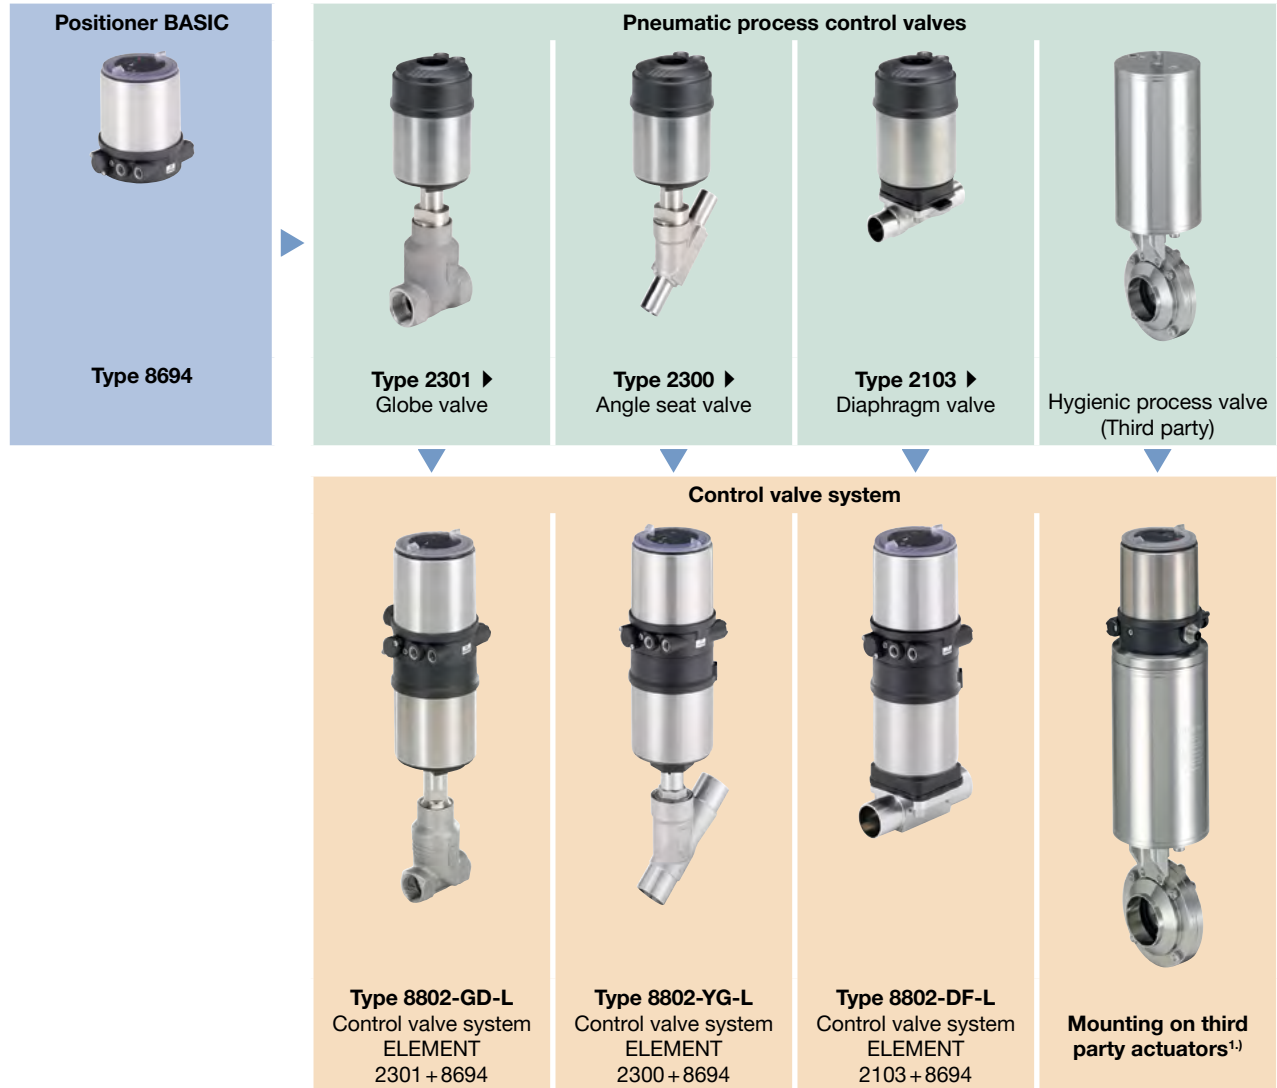 Positioner BASIC
Type 8694
Pneumatic process control valves
Type 2301 ▶
Globe valve
Type 2300 ▶
Angle seat valve
Type 2103 ▶
Diaphragm valve
Hygienic process valve
(Third party)
Control valve system
Type 8802-GD-L
Control valve system
ELEMENT
2301 + 8694
Type 8802-YG-L
Control valve system
ELEMENT
2300 + 8694
Type 8802-DF-L
Control valve system
ELEMENT
2103 + 8694
Mounting on third
party actuators¹·⁾